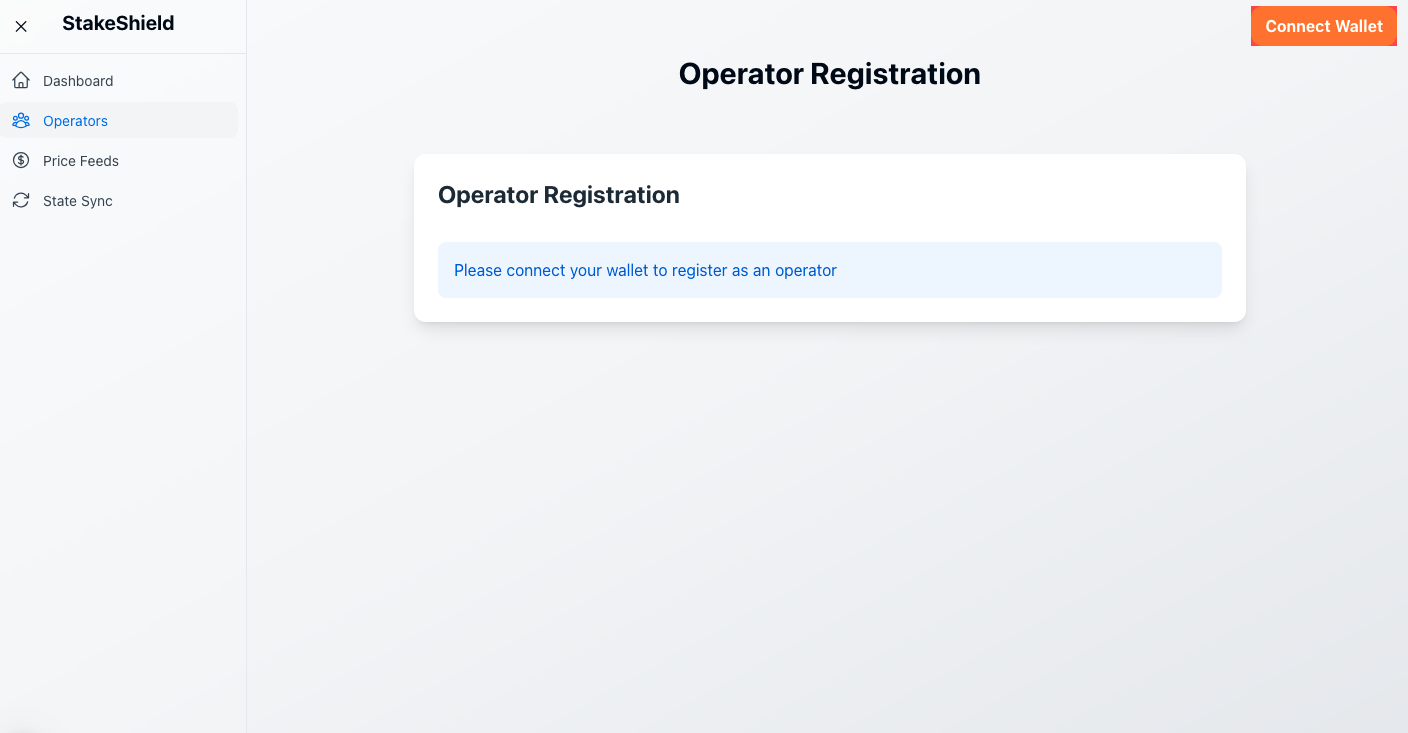 StakeShield
Connect Wallet
Dashboard
Operators
Price Feeds
State Sync
Operator Registration
Operator Registration
Please connect your wallet to register as an operator